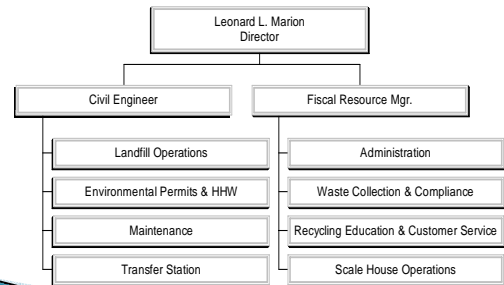 Leonard L. Marion
Director
Civil Engineer
Fiscal Resource Mgr.
Landfill Operations
Administration
Environmental Permits & HHW
Waste Collection & Compliance
Maintenance
Recycling Education & Customer Service
Transfer Station
Scale House Operations